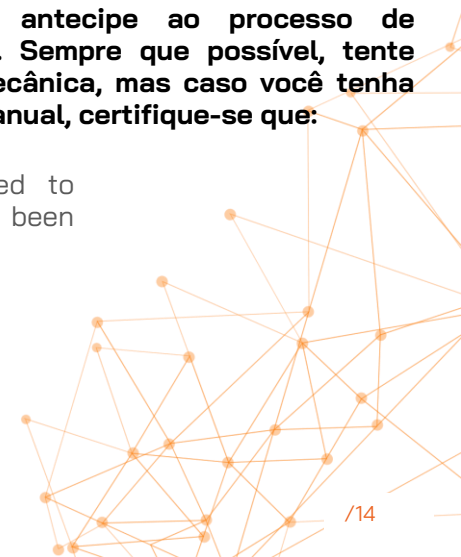 antecipe ao processo de
. Sempre que possível, tente
ecânica, mas caso você tenha
anual, certifique-se que:
ed to
been
/14